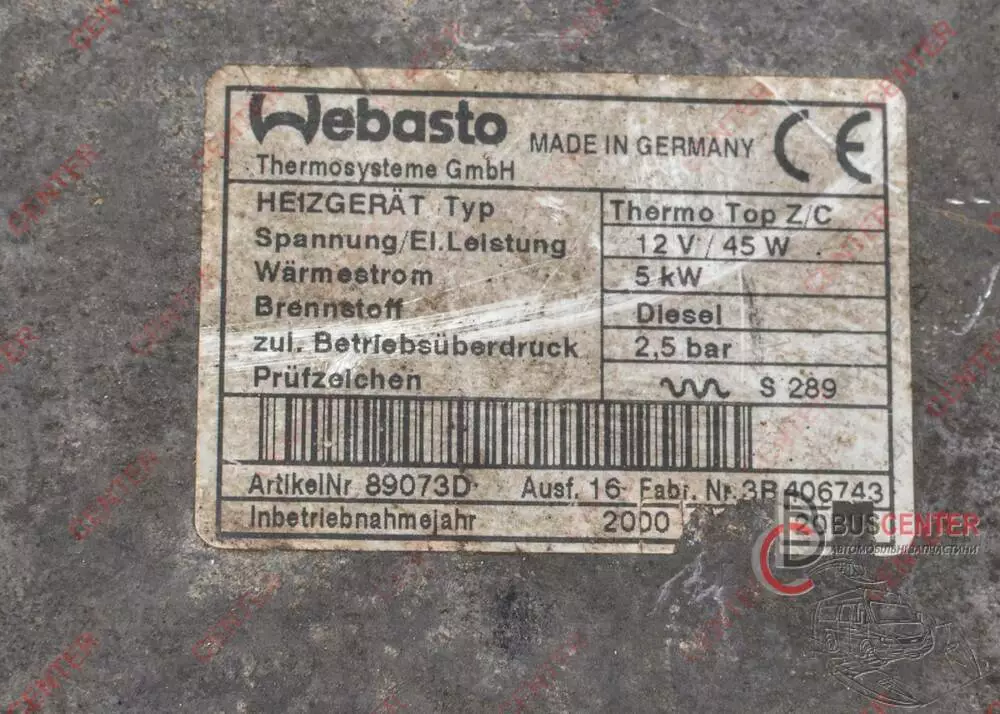 Webasto MADE IN GERMANY CE
Thermosysteme GmbH
HEIZGERÄT Typ Thermo Top Z/C
Spannung/El.Leistung 12 V / 45 W
Wärmestrom 5 kW
Brennstoff Diesel
zul. Betriebsüberdruck 2,5 bar
Prüfzeichen S 289
ArtikelNr 89073D Ausf. 16 Fabr. Nr. 3B 406743
Inbetriebnahmejahr 2000
BUSCENTER
АВТОМОБІЛЬНІ ЗАПЧАСТИНИ